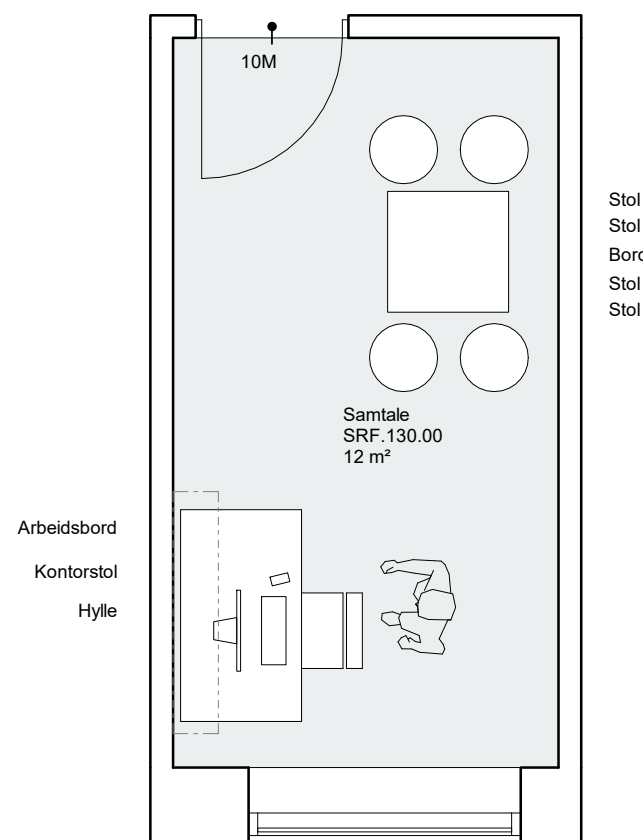 10M
Stol
Stol
Bord
Stol
Stol
Samtale
SRF.130.00
12 m²
Arbeidsbord
Kontorstol
Hylle